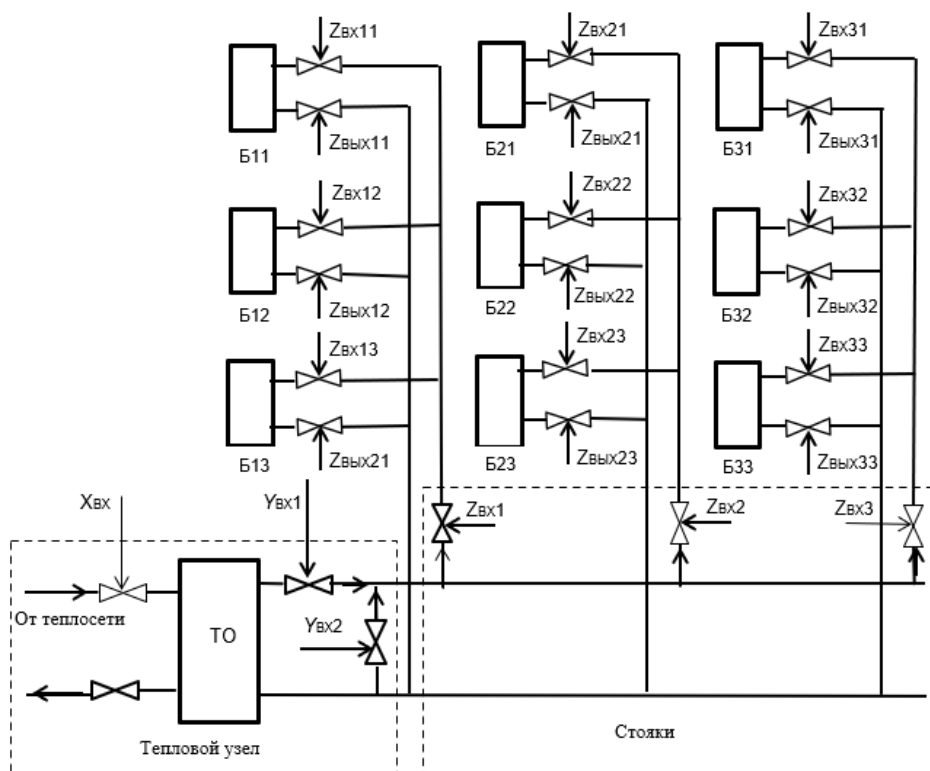 Zвх11
Zвх21
Zвх31
Zвых11
Zвых21
Zвых31
Б11
Б21
Б31
Zвх12
Zвх22
Zвх32
Zвых12
Zвых22
Zвых32
Б12
Б22
Б32
Zвх13
Zвх23
Zвх33
Zвых21
Zвых23
Zвых33
Б13
Б23
Б33
Xвх
Yвх1
Zвх1
Zвх2
Zвх3
От теплосети
ТО
Yвх2
Тепловой узел
Стояки